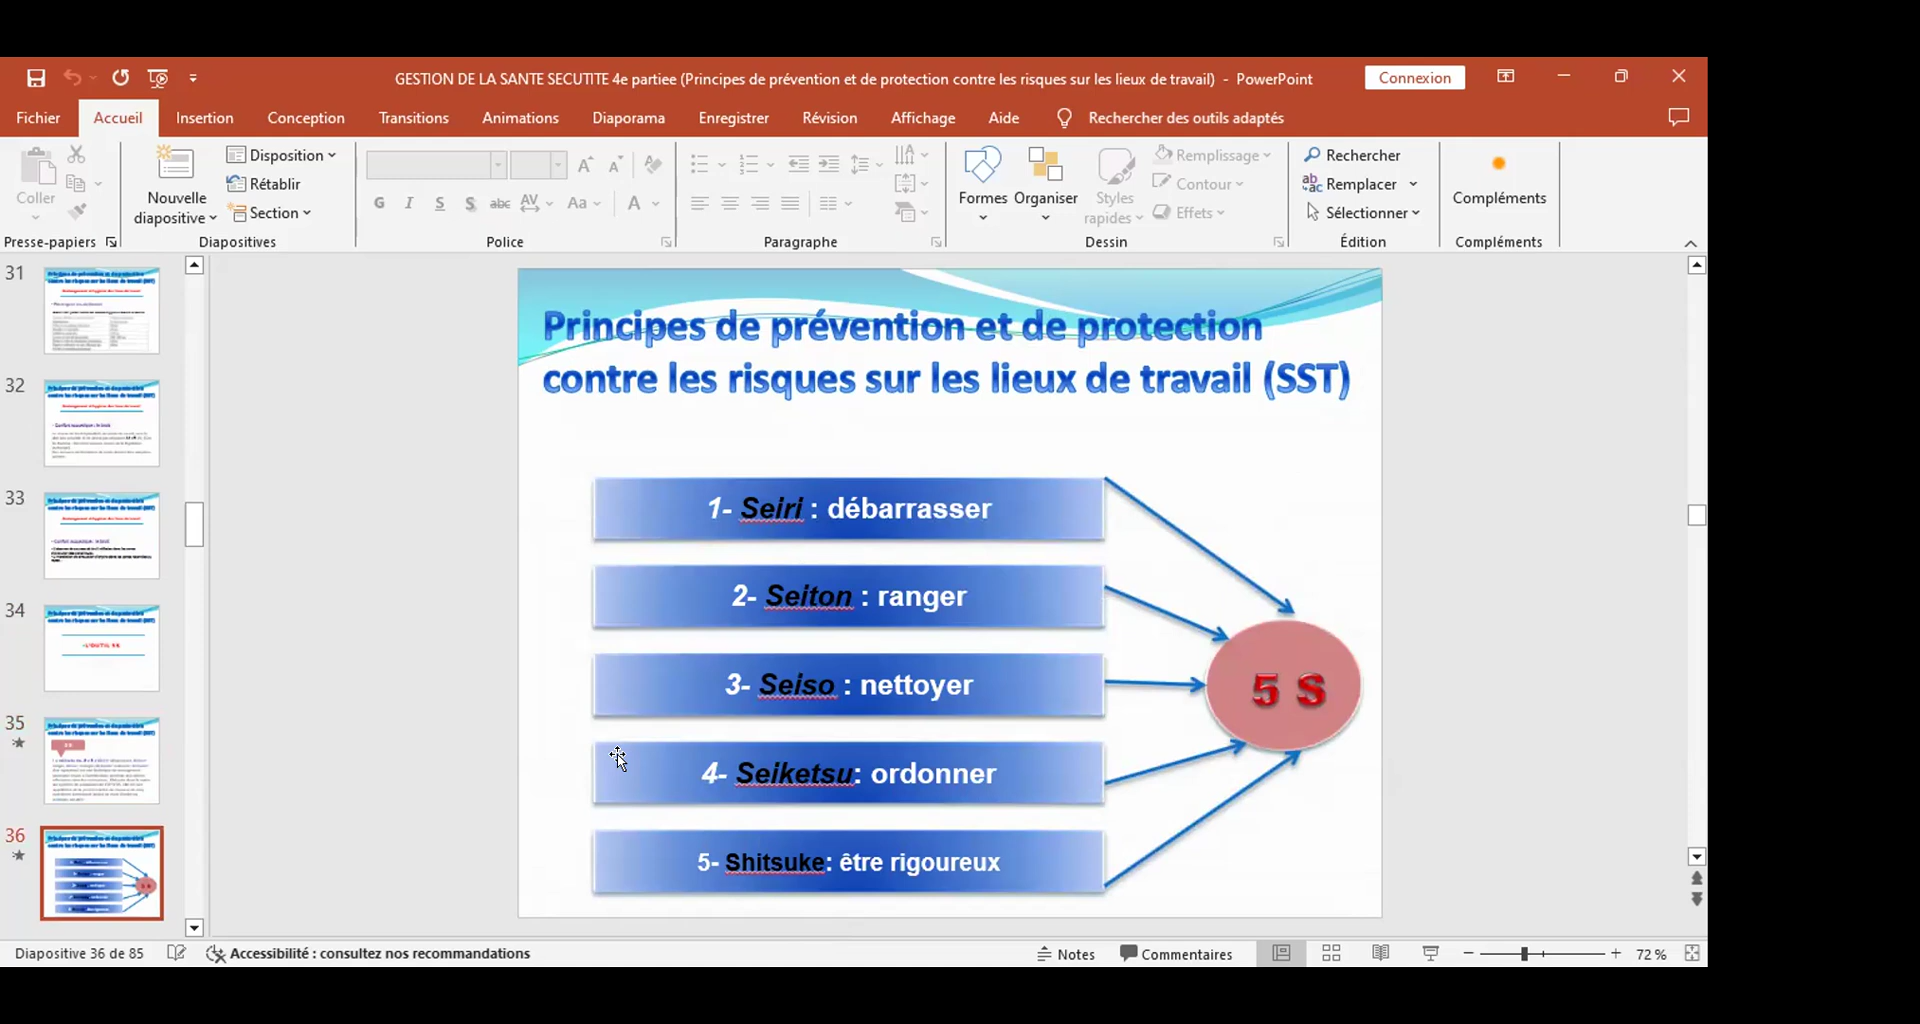 GESTION DE LA SANTE SECUTITE 4e partiee (Principes de prévention et de protection contre les risques sur les lieux de travail) - PowerPoint
Connexion
Fichier Accueil Insertion Conception Transitions Animations Diaporama Enregistrer Révision Affichage Aide Rechercher des outils adaptés
Coller
Nouvelle
diapositive
Disposition
Rétablir
Section
G I S S abc AV Aa A
Formes
Organiser
Styles
rapides
Remplissage
Contour
Effets
Rechercher
Remplacer
Sélectionner
Compléments
Presse-papiers Diapositives Police Paragraphe Dessin Édition Compléments
31
32
33
34
35
36
Principes de prévention et de protection
contre les risques sur les lieux de travail (SST)
1- Seiri : débarrasser
2- Seiton : ranger
3- Seiso : nettoyer
4- Seiketsu: ordonner
5- Shitsuke: être rigoureux
5 S
Diapositive 36 de 85 Accessibilité : consultez nos recommandations Notes Commentaires 72 %